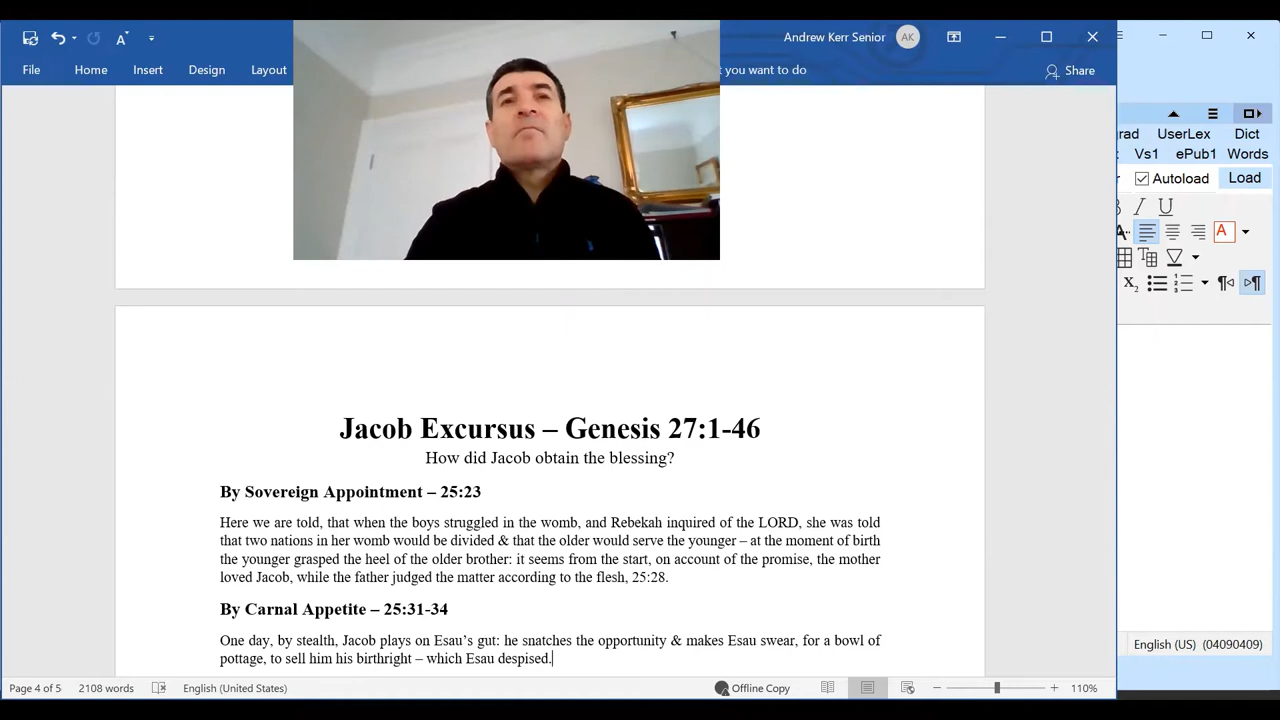 Andrew Kerr Senior AK
File Home Insert Design Layout you want to do Share
UserLex Dict
Vs1 ePub1 Words
Autoload Load
Jacob Excursus – Genesis 27:1-46
How did Jacob obtain the blessing?
By Sovereign Appointment – 25:23
Here we are told, that when the boys struggled in the womb, and Rebekah inquired of the LORD, she was told
that two nations in her womb would be divided & that the older would serve the younger – at the moment of birth
the younger grasped the heel of the older brother: it seems from the start, on account of the promise, the mother
loved Jacob, while the father judged the matter according to the flesh, 25:28.
By Carnal Appetite – 25:31-34
One day, by stealth, Jacob plays on Esau's gut: he snatches the opportunity & makes Esau swear, for a bowl of
pottage, to sell him his birthright – which Esau despised.
English (US) (04090409)
Page 4 of 5 2108 words English (United States) Offline Copy 110%